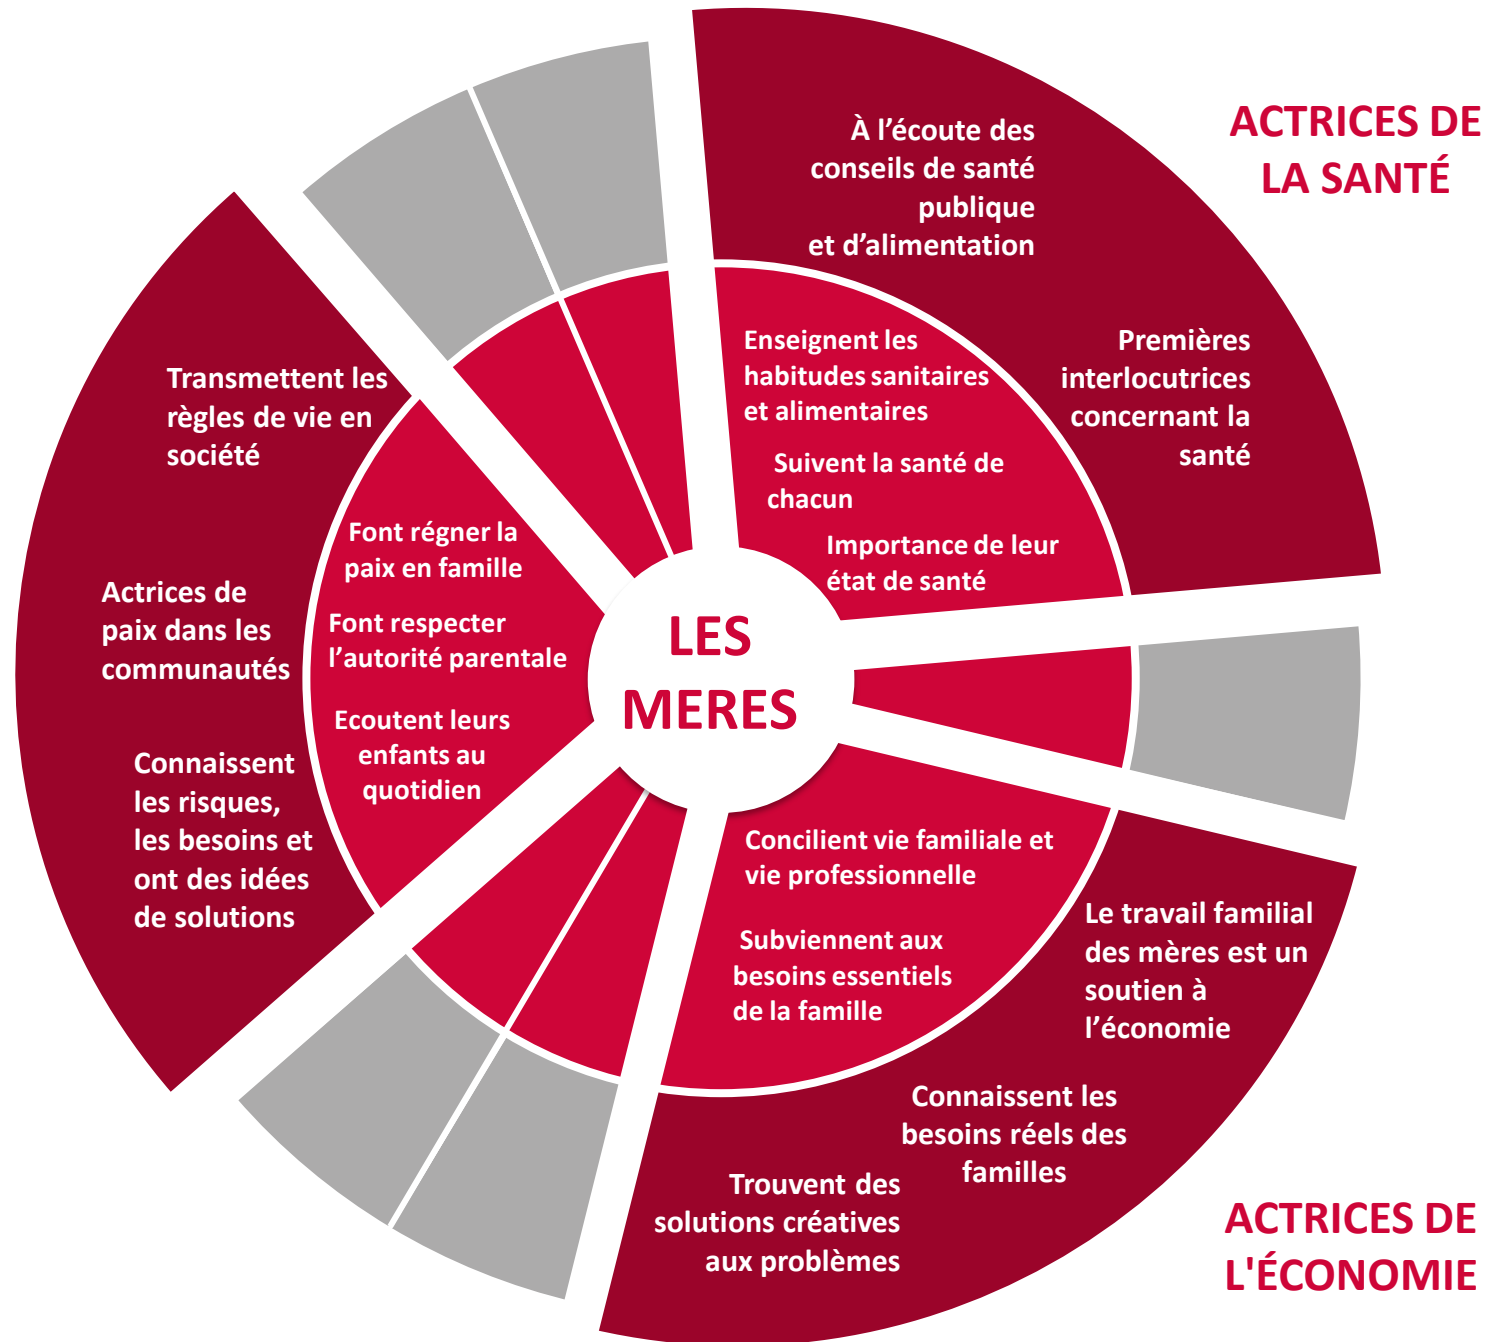 ACTRICES DE
LA SANTÉ
À l’écoute des
conseils de santé
publique
et d’alimentation
Premières
interlocutrices
concernant la
santé
Enseignent les
habitudes sanitaires
et alimentaires
Suivent la santé de
chacun
Importance de leur
état de santé
Transmettent les
règles de vie en
société
Actrices de
paix dans les
communautés
Connaissent
les risques,
les besoins et
ont des idées
de solutions
Font régner la
paix en famille
Font respecter
l’autorité parentale
Ecoutent leurs
enfants au
quotidien
LES
MERES
Concilient vie familiale et
vie professionnelle
Subviennent aux
besoins essentiels
de la famille
Le travail familial
des mères est un
soutien à
l’économie
Connaissent les
besoins réels des
familles
Trouvent des
solutions créatives
aux problèmes
ACTRICES DE
L'ÉCONOMIE